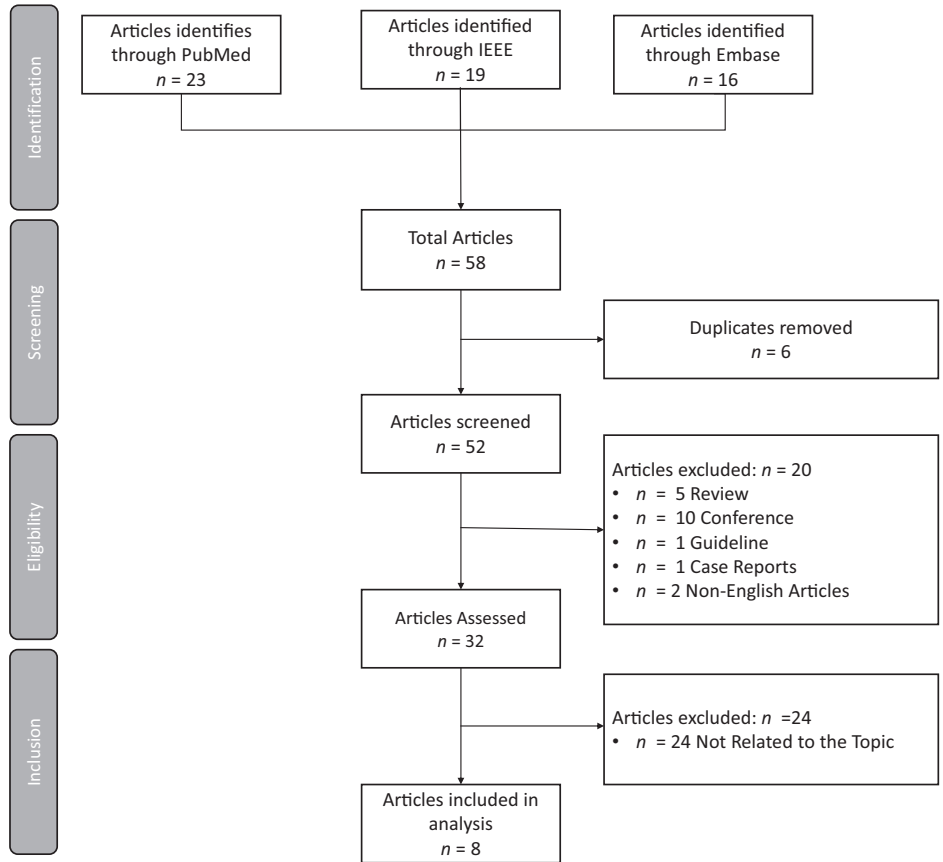 Identification
Articles identifies
through PubMed
n = 23
Articles identified
through IEEE
n = 19
Articles identified
through Embase
n = 16
Screening
Total Articles
n = 58
Duplicates removed
n = 6
Articles screened
n = 52
Eligibility
Articles excluded: n = 20
• n = 5 Review
• n = 10 Conference
• n = 1 Guideline
• n = 1 Case Reports
• n = 2 Non-English Articles
Articles Assessed
n = 32
Inclusion
Articles excluded: n =24
• n = 24 Not Related to the Topic
Articles included in
analysis
n = 8